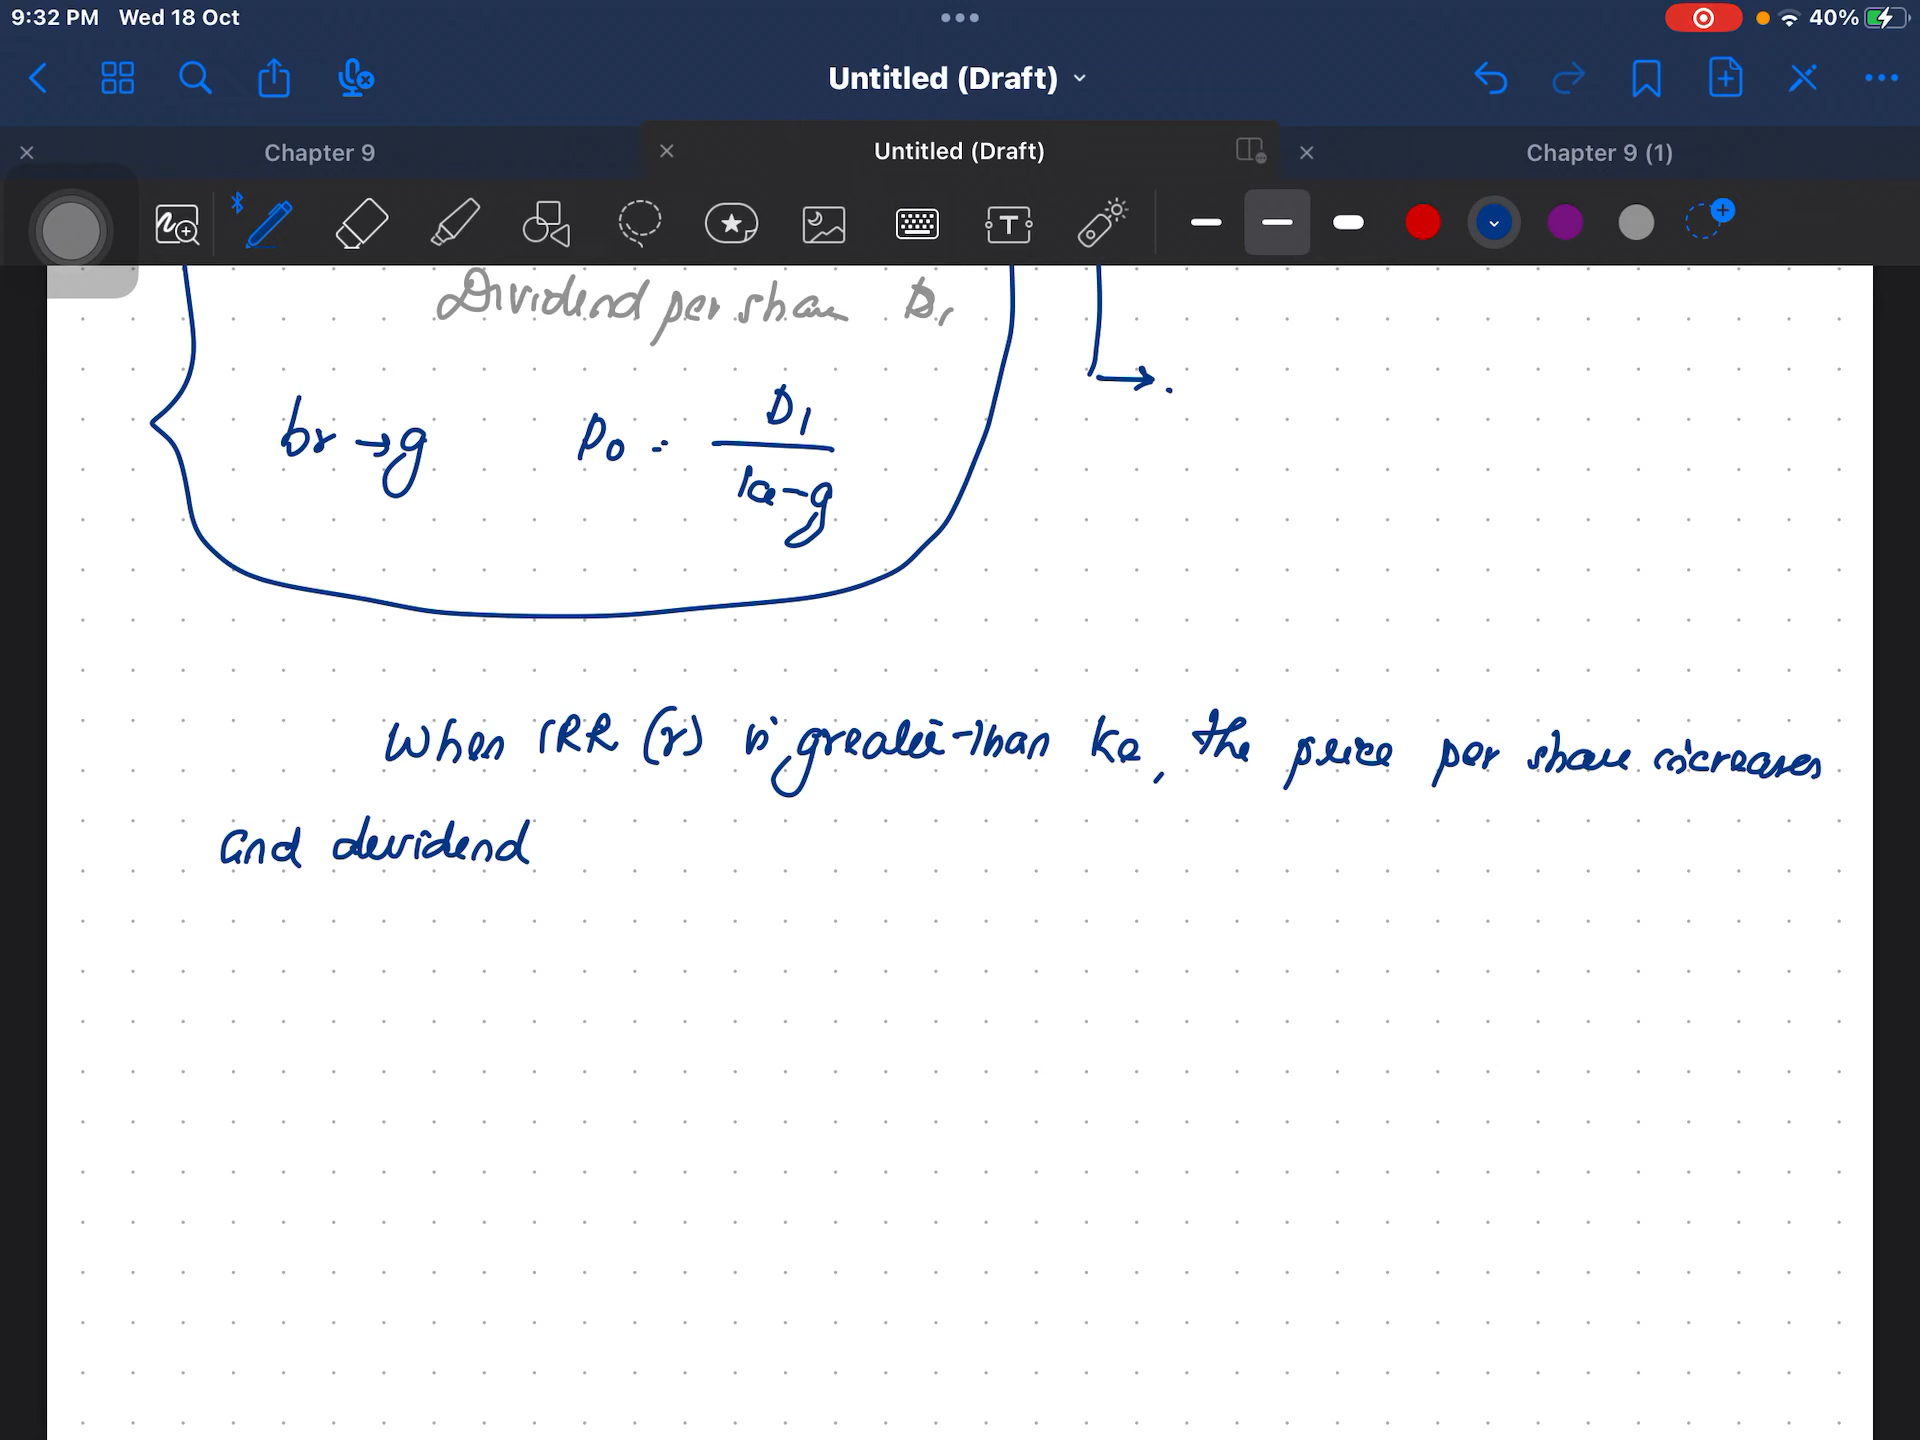 9:32 PM Wed 18 Oct
40%
Untitled (Draft)
Chapter 9
Untitled (Draft)
Chapter 9 (1)
Dividend per share D1
br → g P0 = D1
ke-g
When IRR (r) is greater than ke, the price per share increases
and devidend